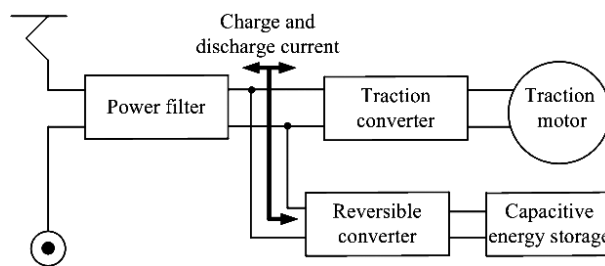 Charge and
discharge current
Power filter
Traction
converter
Traction
motor
Reversible
converter
Capacitive
energy storage